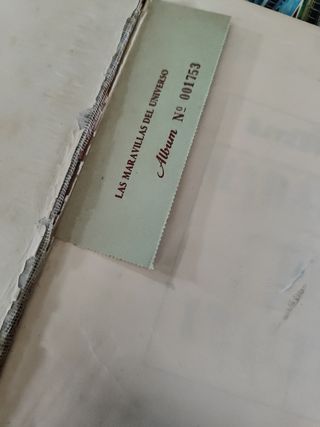 LAS MARAVILLAS DEL UNIVERSO
Album Nº 001753